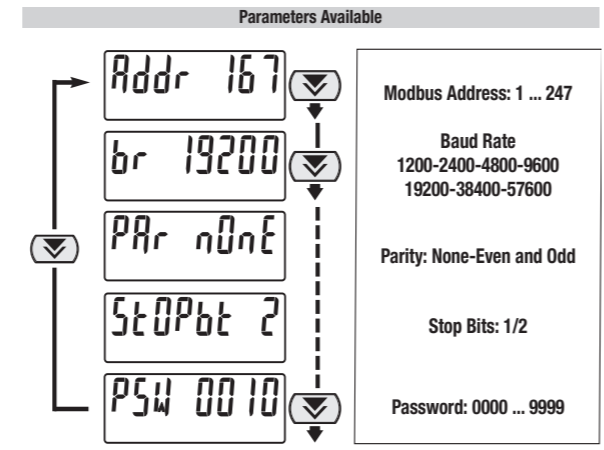 Parameters Available
Addr 167
Modbus Address: 1 ... 247
br 19200
Baud Rate
1200-2400-4800-9600
19200-38400-57600
PAr nOnE
Parity: None-Even and Odd
StOPbt 2
Stop Bits: 1/2
PSW 0010
Password: 0000 ... 9999